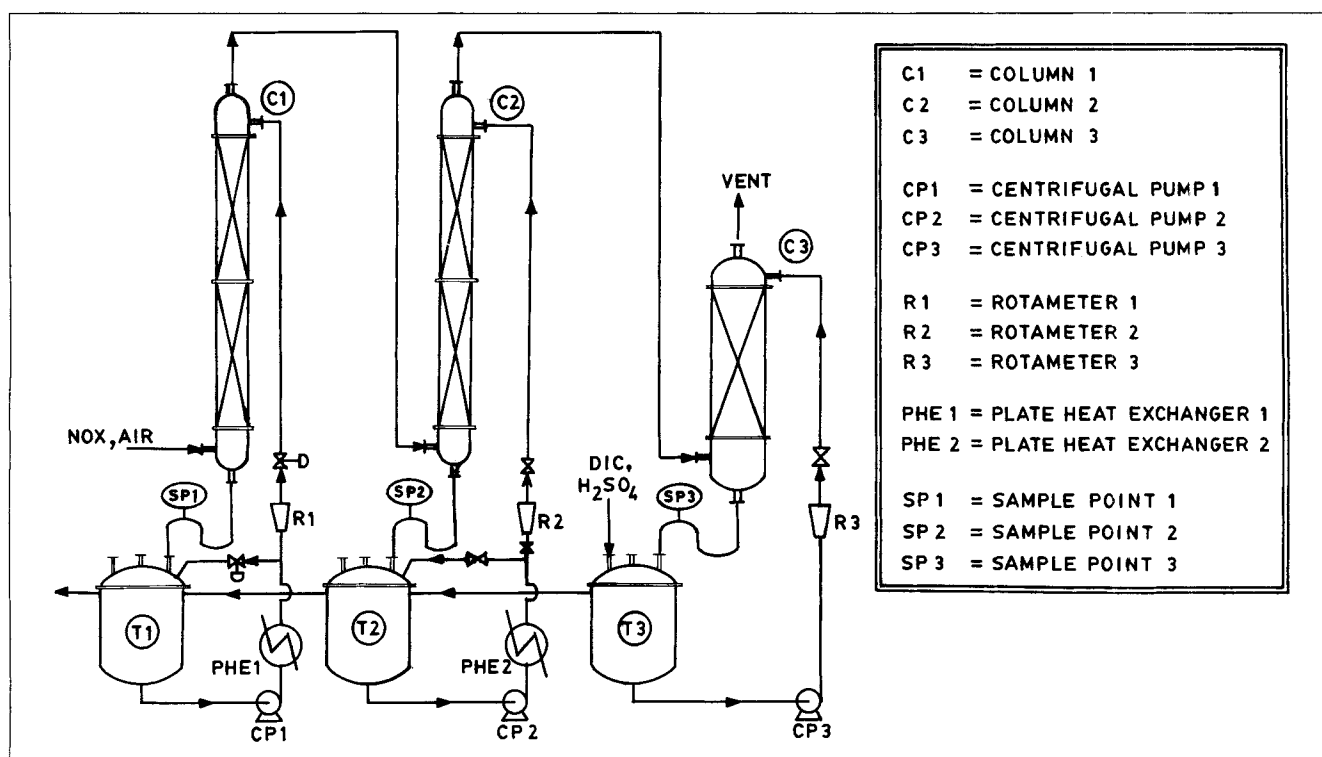 C1
C2
VENT
C3
NOX,AIR
SP1
SP2
DIC,
H₂SO₄
SP3
R1
R2
R3
T1
T2
T3
PHE1
PHE2
CP1
CP2
CP3
D
C1 = COLUMN 1
C2 = COLUMN 2
C3 = COLUMN 3
CP1 = CENTRIFUGAL PUMP 1
CP2 = CENTRIFUGAL PUMP 2
CP3 = CENTRIFUGAL PUMP 3
R1 = ROTAMETER 1
R2 = ROTAMETER 2
R3 = ROTAMETER 3
PHE 1 = PLATE HEAT EXCHANGER 1
PHE 2 = PLATE HEAT EXCHANGER 2
SP 1 = SAMPLE POINT 1
SP 2 = SAMPLE POINT 2
SP 3 = SAMPLE POINT 3